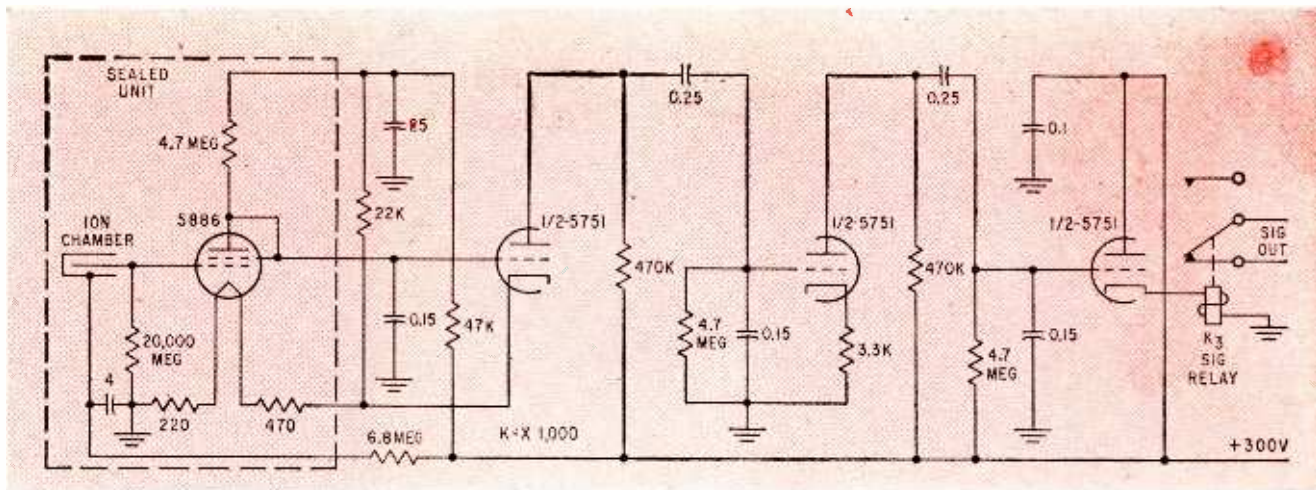 SEALED
UNIT
4.7 MEG
5886
ION
CHAMBER
20,000
MEG
4
220
470
25
22K
0.15
47K
6.8 MEG
K=X 1,000
1/2-5751
470K
0.25
4.7
MEG
0.15
1/2-5751
3.3K
470K
0.25
4.7
MEG
0.15
0.1
1/2-5751
SIG
OUT
K3
SIG
RELAY
+300V